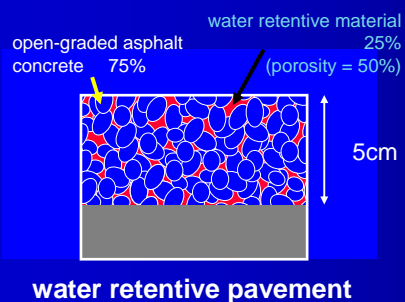 open-graded asphalt
concrete 75%
water retentive material
25%
(porosity = 50%)
5cm
water retentive pavement